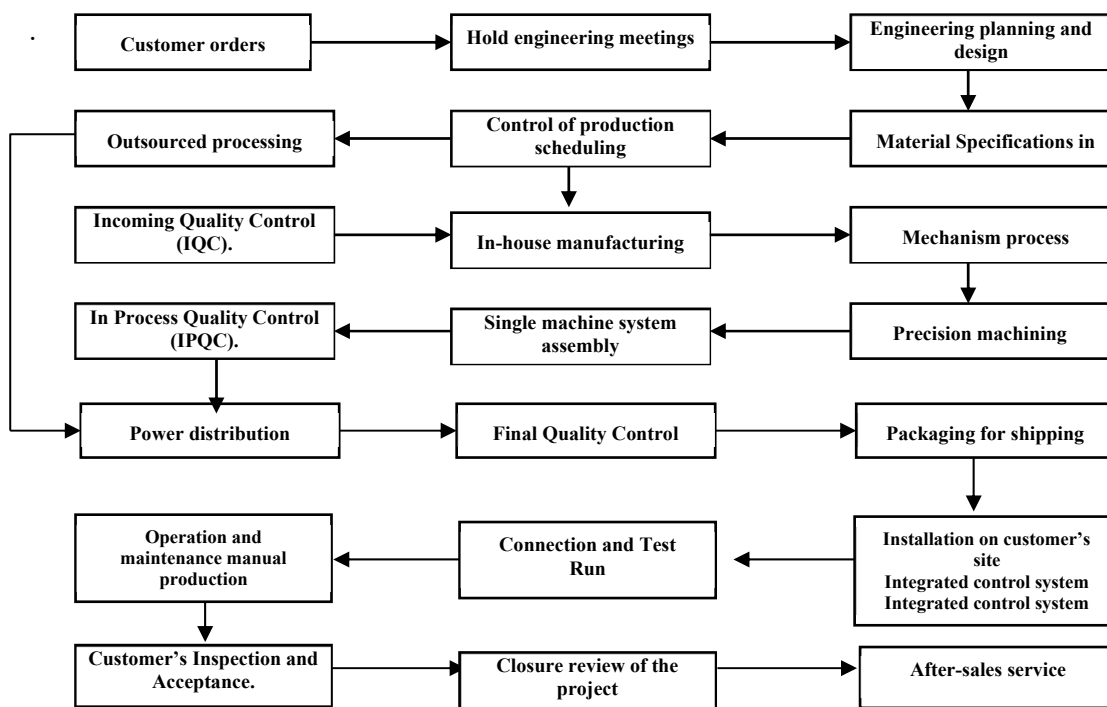 .
Customer orders
Hold engineering meetings
Engineering planning and
design
Outsourced processing
Control of production
scheduling
Material Specifications in
Incoming Quality Control
(IQC).
In-house manufacturing
Mechanism process
In Process Quality Control
(IPQC).
Single machine system
assembly
Precision machining
Power distribution
Final Quality Control
Packaging for shipping
Operation and
maintenance manual
production
Connection and Test
Run
Installation on customer’s
site
Integrated control system
Integrated control system
Customer’s Inspection and
Acceptance.
Closure review of the
project
After-sales service